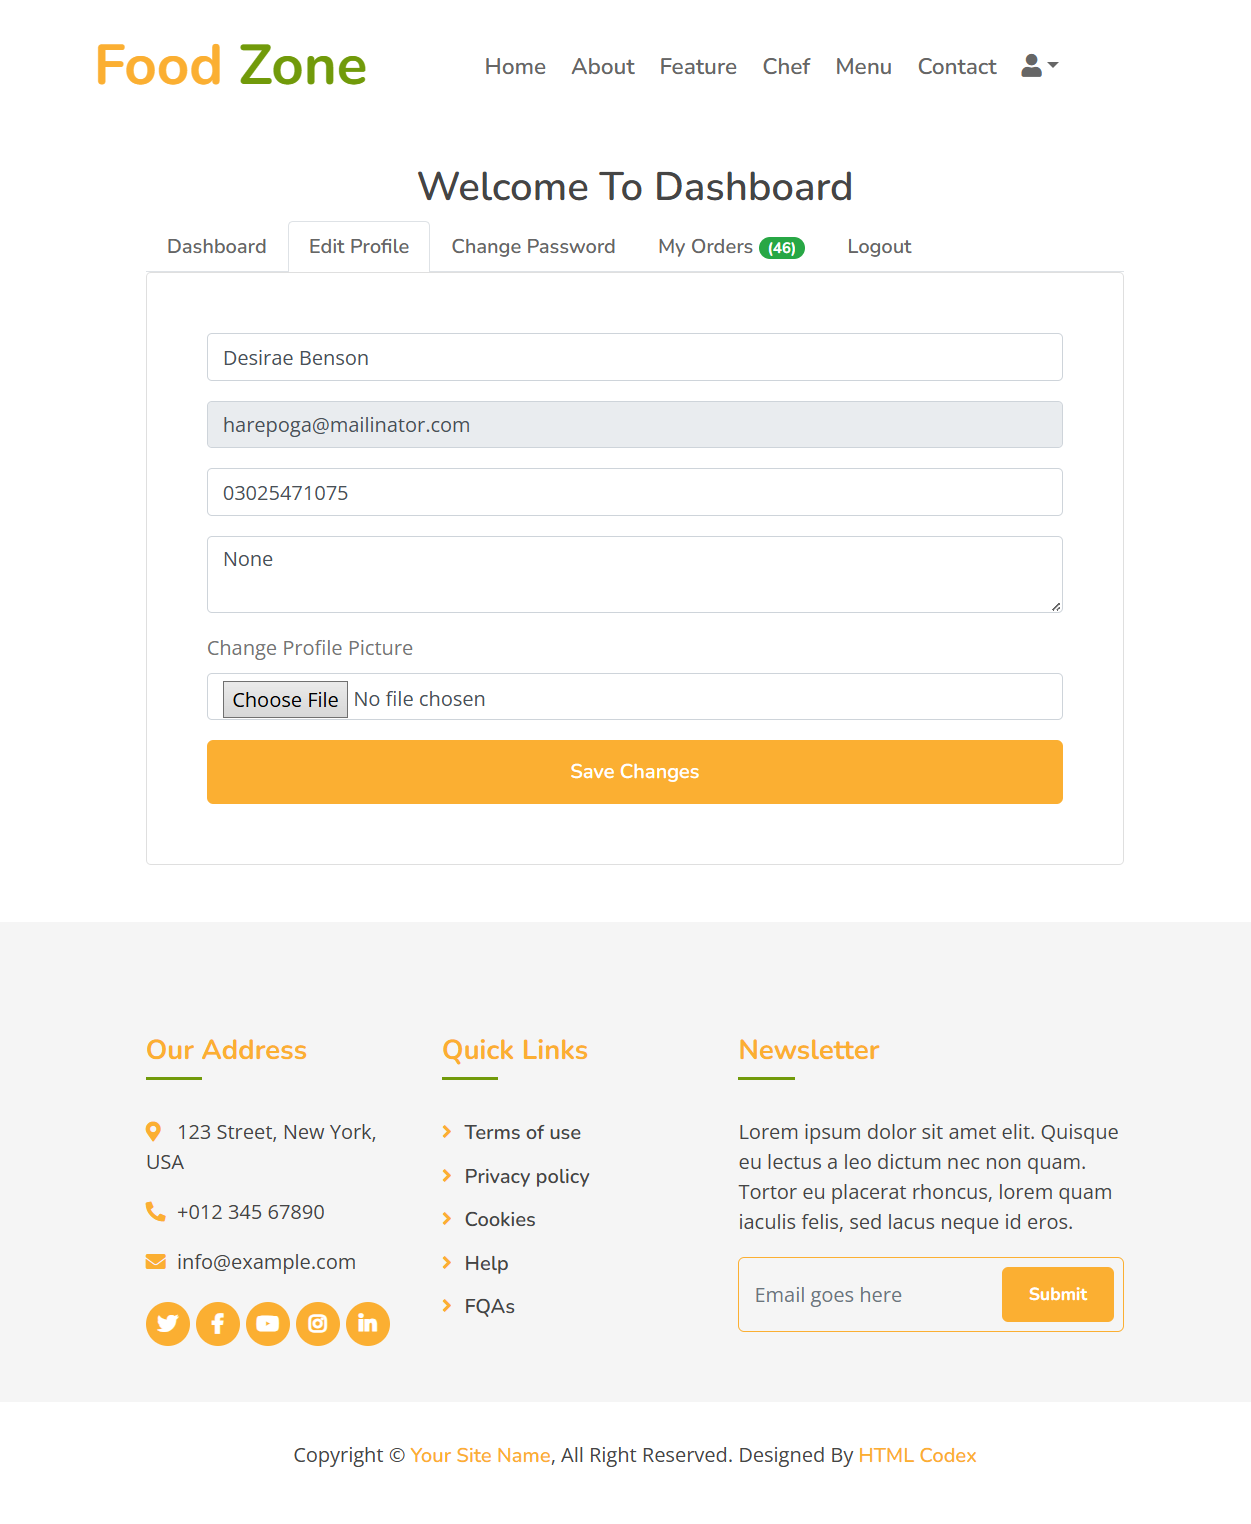 Food Zone
Home About Feature Chef Menu Contact
Welcome To Dashboard
Dashboard Edit Profile Change Password My Orders (46) Logout
Desirae Benson
harepoga@mailinator.com
03025471075
None
Change Profile Picture
Choose File No file chosen
Save Changes
Our Address
123 Street, New York,
USA
+012 345 67890
info@example.com
Quick Links
Terms of use
Privacy policy
Cookies
Help
FQAs
Newsletter
Lorem ipsum dolor sit amet elit. Quisque
eu lectus a leo dictum nec non quam.
Tortor eu placerat rhoncus, lorem quam
iaculis felis, sed lacus neque id eros.
Email goes here Submit
Copyright © Your Site Name, All Right Reserved. Designed By HTML Codex